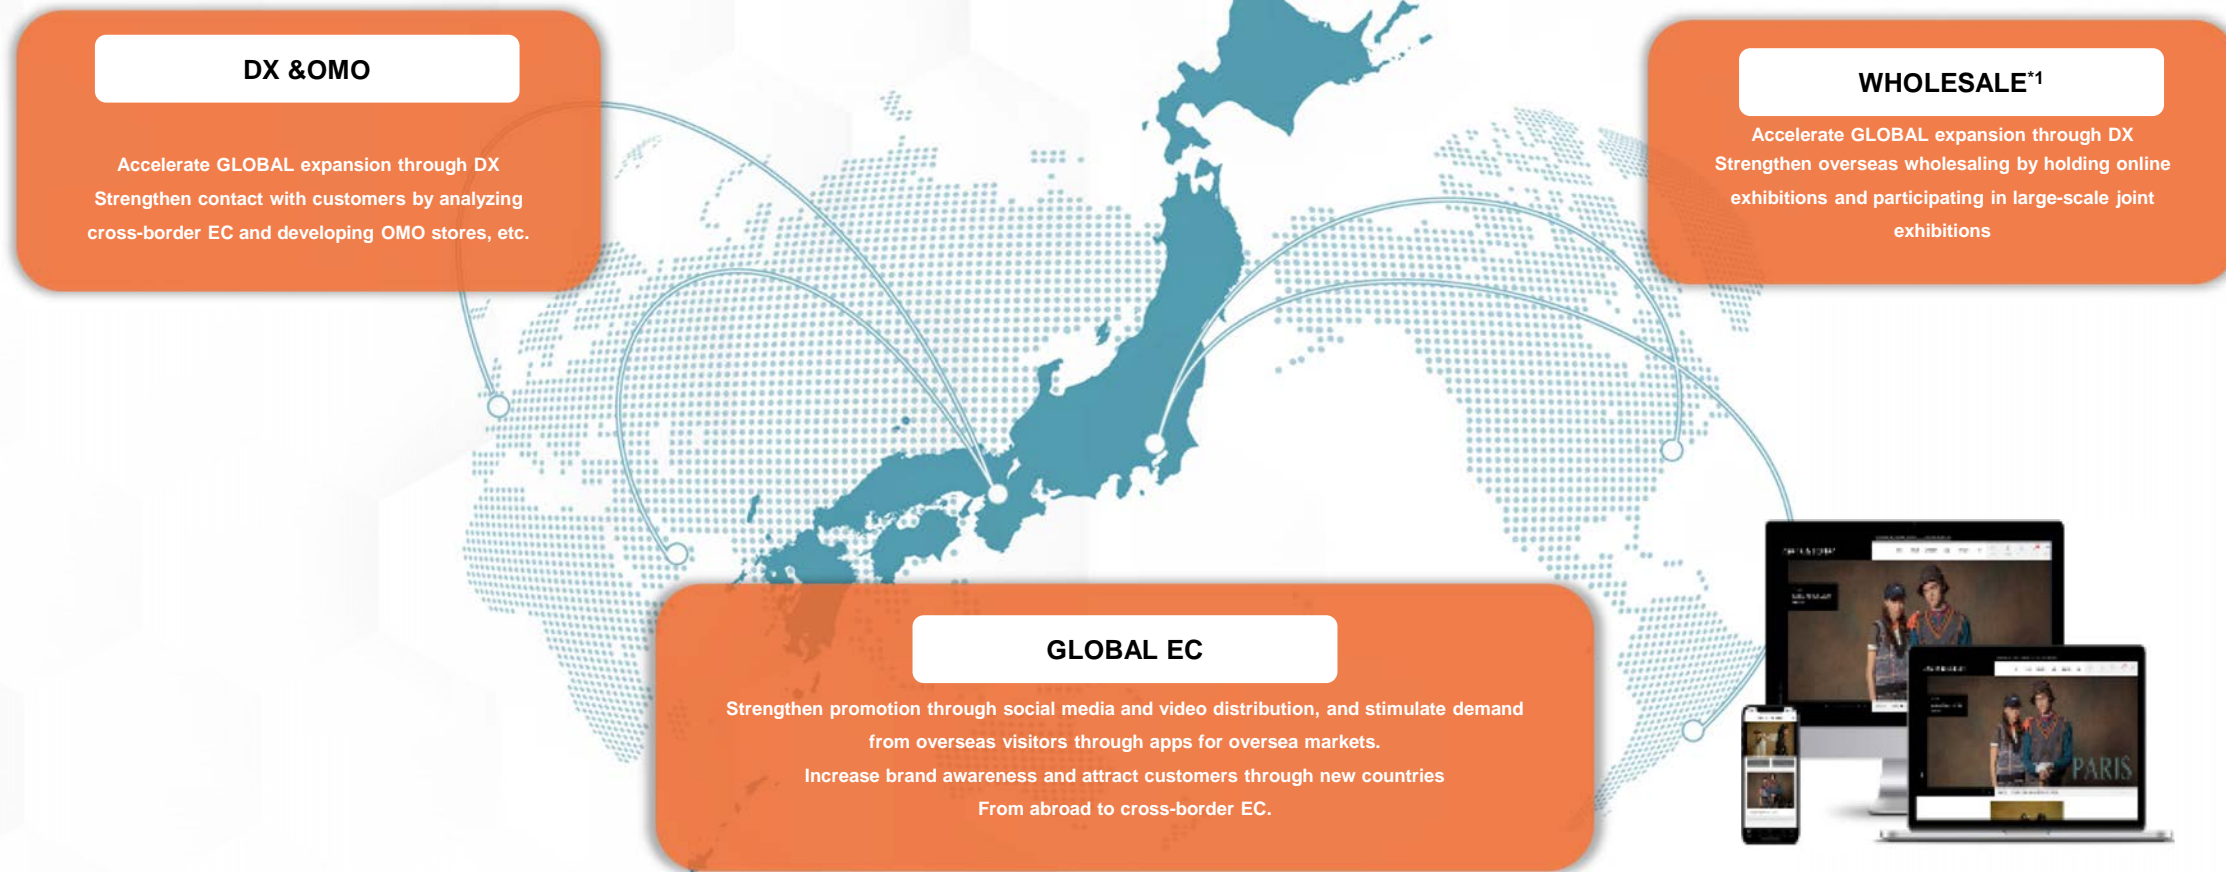 DX &OMO
Accelerate GLOBAL expansion through DX
Strengthen contact with customers by analyzing
cross-border EC and developing OMO stores, etc.
WHOLESALE*1
Accelerate GLOBAL expansion through DX
Strengthen overseas wholesaling by holding online
exhibitions and participating in large-scale joint
exhibitions
GLOBAL EC
Strengthen promotion through social media and video distribution, and stimulate demand
from overseas visitors through apps for oversea markets.
Increase brand awareness and attract customers through new countries
From abroad to cross-border EC.
PARIS